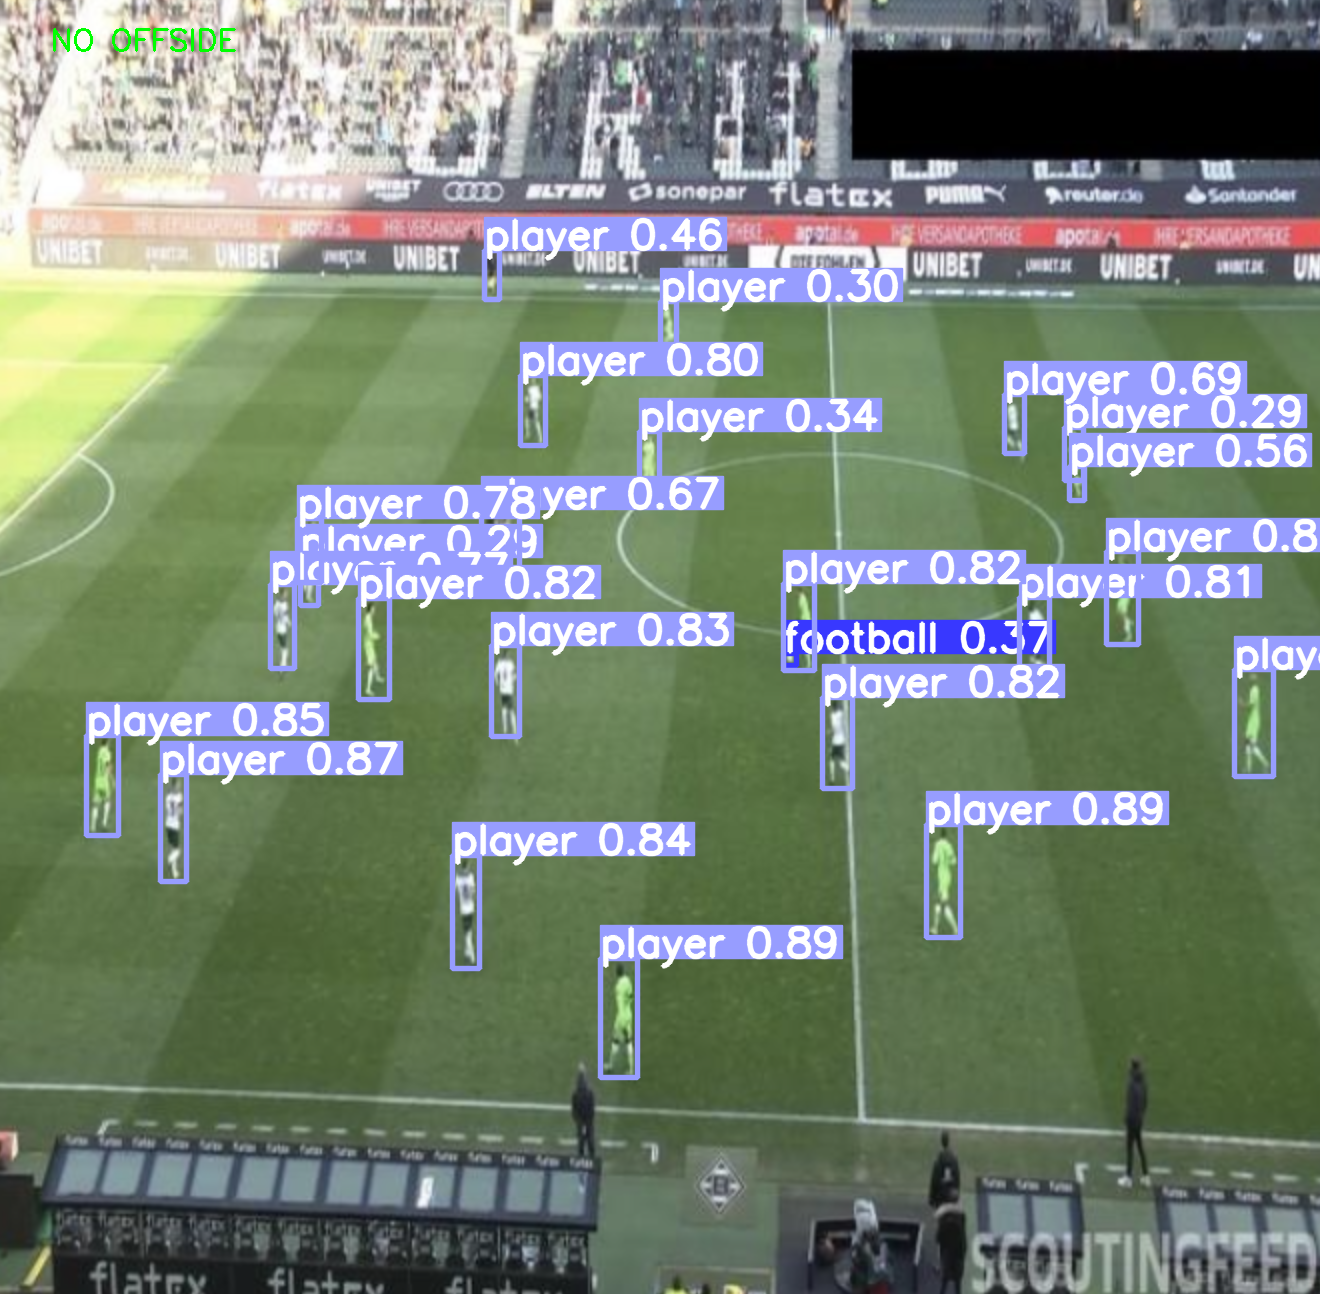 NO OFFSIDE
flatex UNIBET ELTEN sonepar flatex PUMA reuter.de Santander
apotal.de IHRE VERSANDAPOTHEKE apotal.de IHRE VERSANDAPOTHEKE apotal.de IHRE VERSANDAPOTHEKE
UNIBET UNIBET UNIBET UNIBET UNIBET UNIBET
player 0.46
player 0.30
player 0.80
player 0.69
player 0.34
player 0.29
player 0.56
player 0.78
yer 0.67
player 0.29
player 0.8
player 0.77
player 0.82
player 0.82
player 0.81
player 0.83
football 0.37
play
player 0.82
player 0.85
player 0.87
player 0.89
player 0.84
player 0.89
flatex flatex flatex
SCOUTINGFEED